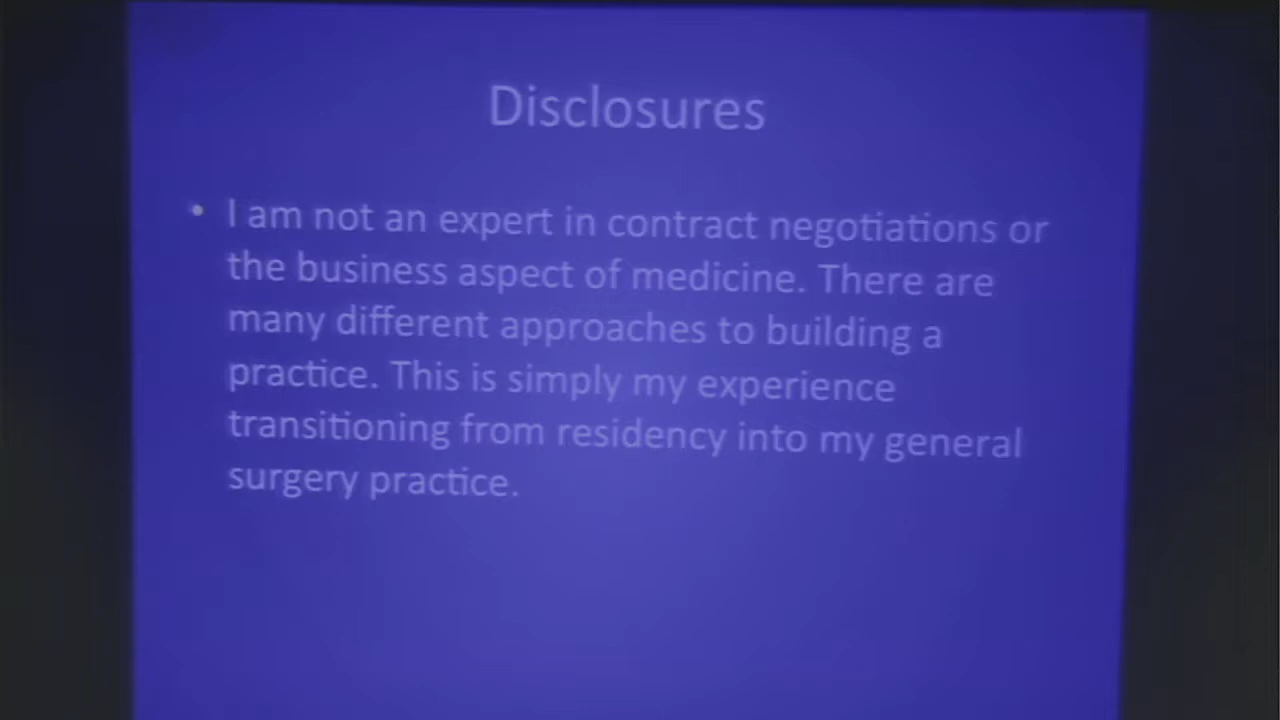 Disclosures
• I am not an expert in contract negotiations or
the business aspect of medicine. There are
many different approaches to building a
practice. This is simply my experience
transitioning from residency into my general
surgery practice.